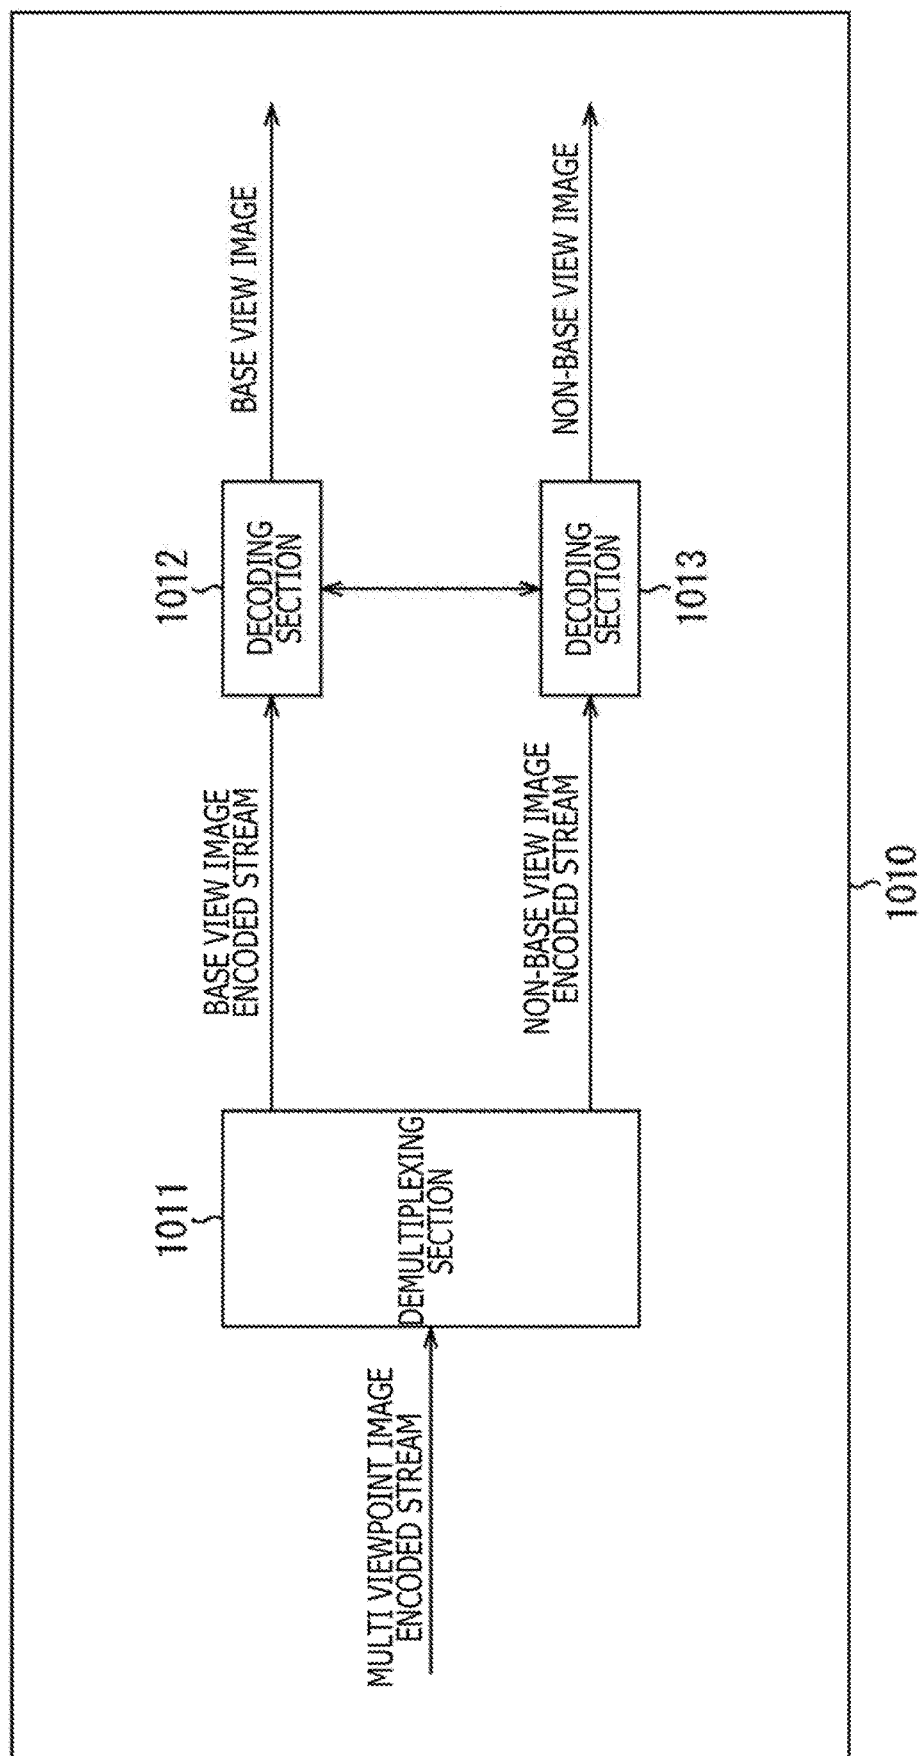 MULTI VIEWPOINT IMAGE
ENCODED STREAM
1011
DEMULTIPLEXING
SECTION
BASE VIEW IMAGE
ENCODED STREAM
NON-BASE VIEW IMAGE
ENCODED STREAM
1012
DECODING
SECTION
DECODING
SECTION
1013
BASE VIEW IMAGE
NON-BASE VIEW IMAGE
1010